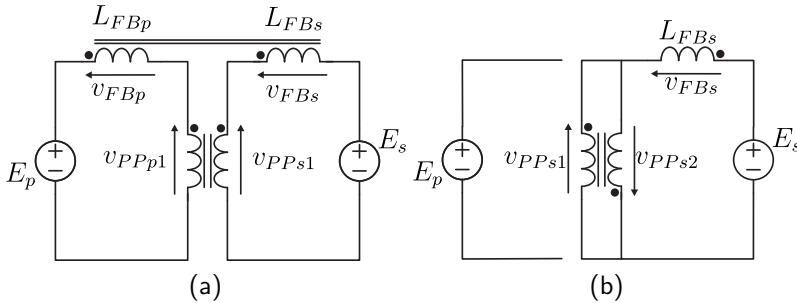 L_{FBp}
L_{FBs}
v_{FBp}
v_{FBs}
E_p
+
−
v_{PPp1}
v_{PPs1}
+
−
E_s
(a)
L_{FBs}
v_{FBs}
E_p
+
−
v_{PPs1}
v_{PPs2}
+
−
E_s
(b)